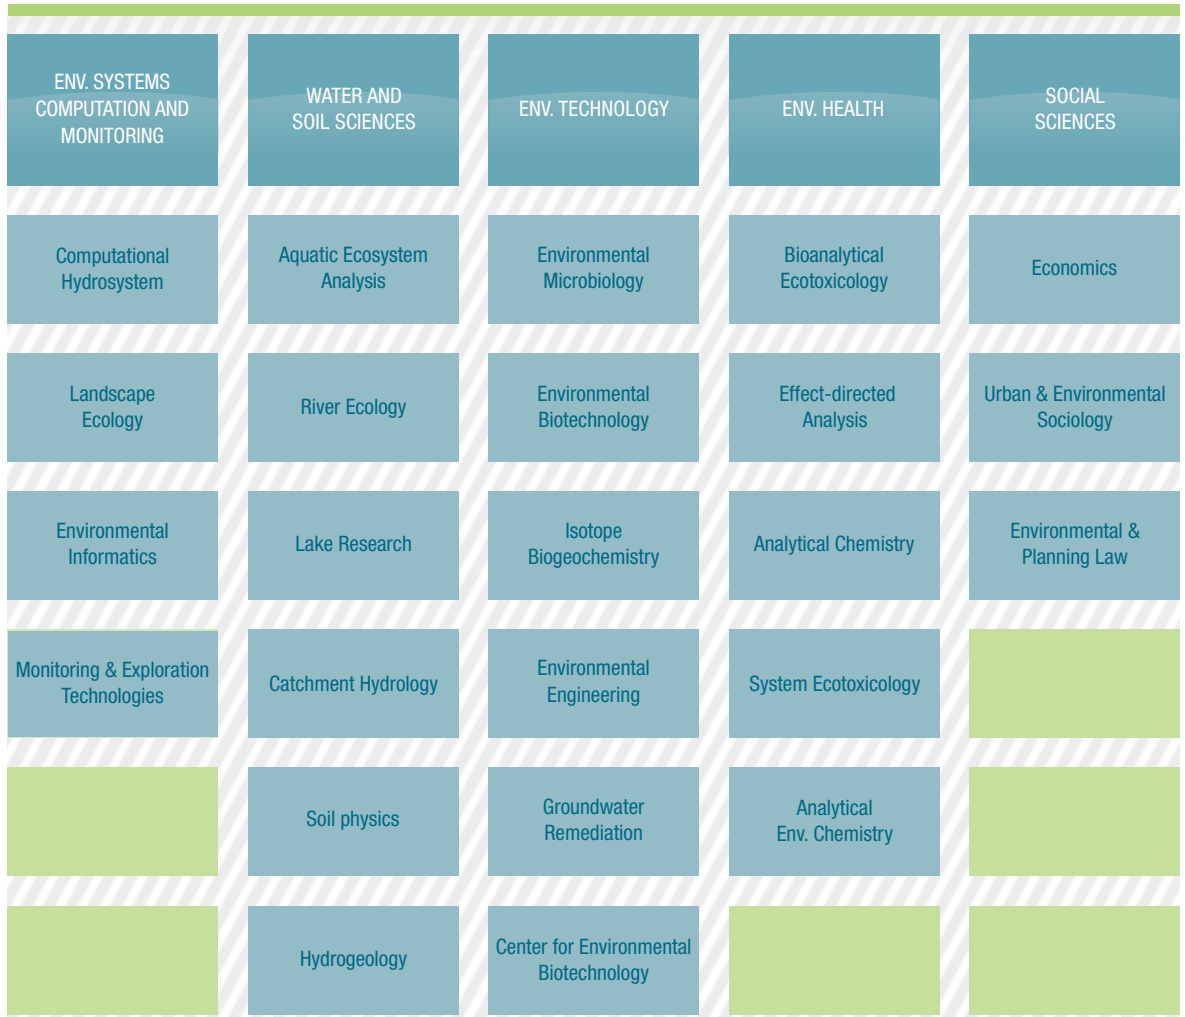 ENV. SYSTEMS
COMPUTATION AND
MONITORING
WATER AND
SOIL SCIENCES
ENV. TECHNOLOGY
ENV. HEALTH
SOCIAL
SCIENCES
Computational
Hydrosystem
Aquatic Ecosystem
Analysis
Environmental
Microbiology
Bioanalytical
Ecotoxicology
Economics
Landscape
Ecology
River Ecology
Environmental
Biotechnology
Effect-directed
Analysis
Urban & Environmental
Sociology
Environmental
Informatics
Lake Research
Isotope
Biogeochemistry
Analytical Chemistry
Environmental &
Planning Law
Monitoring & Exploration
Technologies
Catchment Hydrology
Environmental
Engineering
System Ecotoxicology
Soil physics
Groundwater
Remediation
Analytical
Env. Chemistry
Hydrogeology
Center for Environmental
Biotechnology